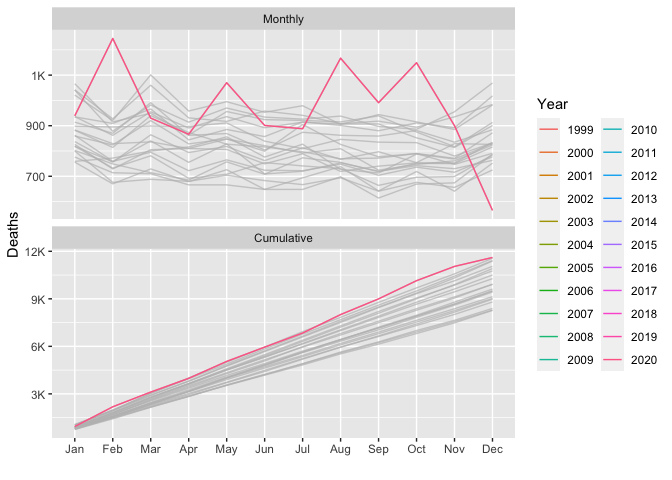 Monthly
1K
900
700
Deaths
Cumulative
12K
9K
6K
3K
Jan Feb Mar Apr May Jun Jul Aug Sep Oct Nov Dec
Year
1999 2010
2000 2011
2001 2012
2002 2013
2003 2014
2004 2015
2005 2016
2006 2017
2007 2018
2008 2019
2009 2020